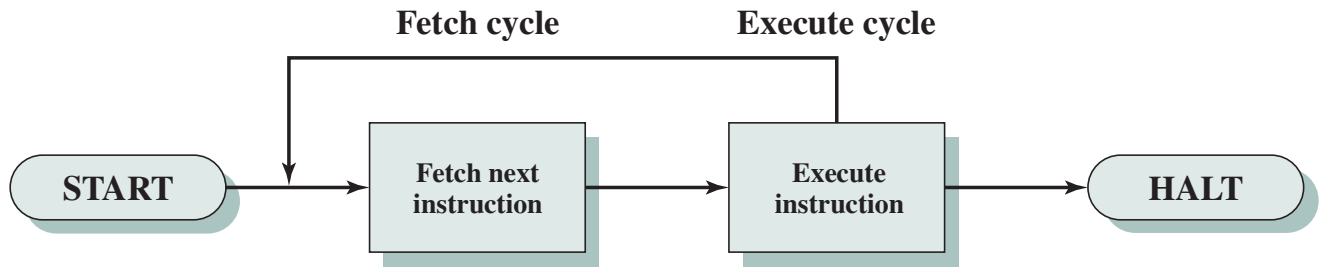 Fetch cycle
Execute cycle
START
Fetch next
instruction
Execute
instruction
HALT